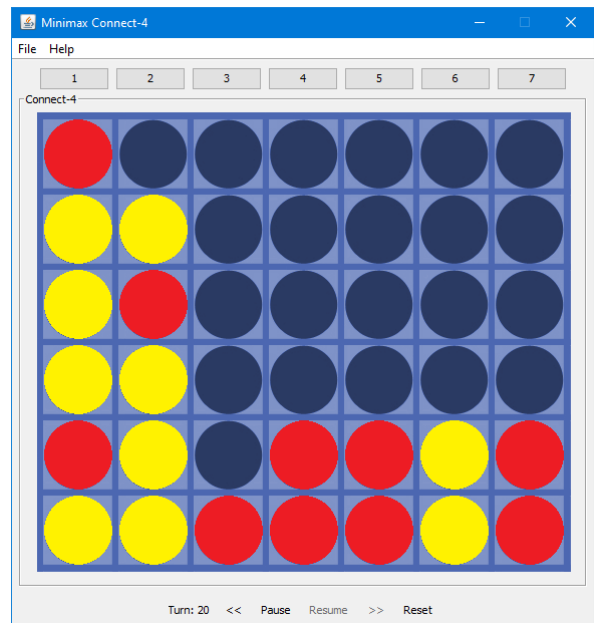 Minimax Connect-4
File Help
1 2 3 4 5 6 7
Connect-4
Turn: 20 << Pause Resume >> Reset